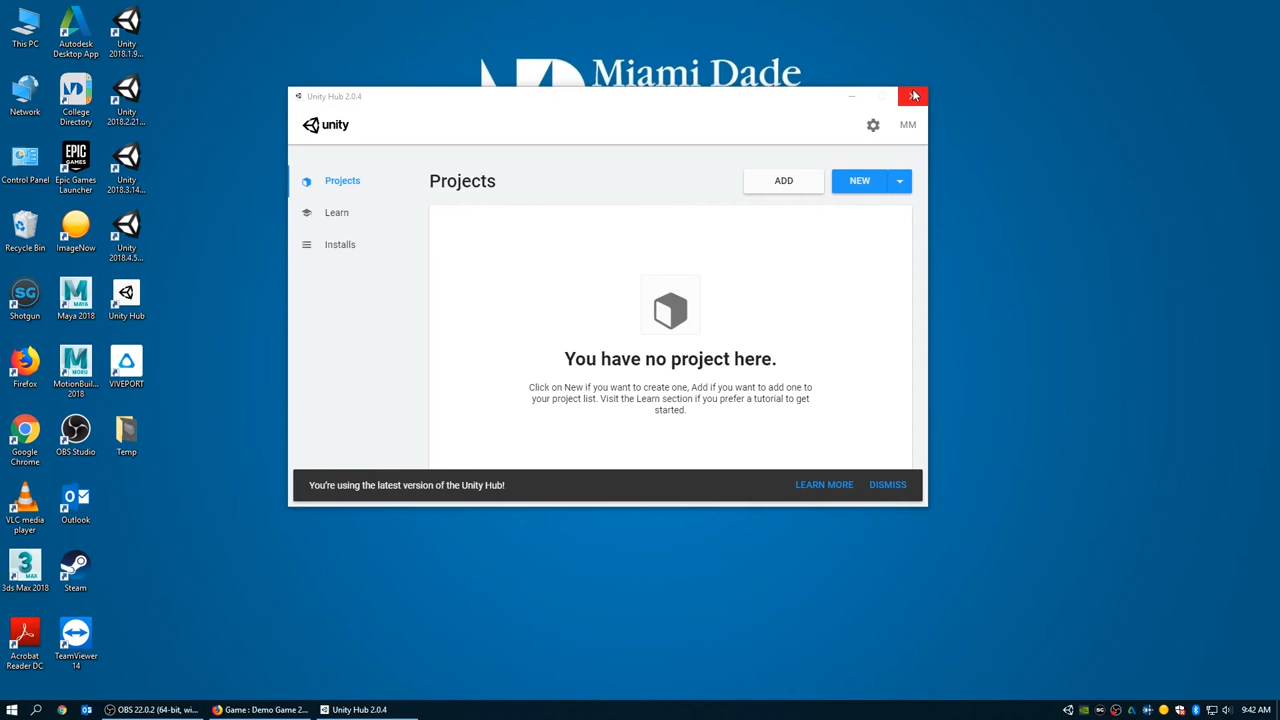 This PC
Autodesk
Desktop App
Unity
2018.1.9...
Network
College
Directory
Unity
2018.2.21...
Control Panel
EPIC
GAMES
Epic Games
Launcher
Unity
2018.3.14...
Recycle Bin
ImageNow
Unity
2018.4.5...
SG
Shotgun
Maya 2018
Unity Hub
Firefox
MotionBuil...
2018
VIVEPORT
Google
Chrome
OBS Studio
Temp
VLC media
player
Outlook
3ds Max 2018
Steam
Acrobat
Reader DC
TeamViewer
14
Miami Dade
Unity Hub 2.0.4
unity
MM
Projects
Learn
Installs
Projects
ADD
NEW
You have no project here.
Click on New if you want to create one, Add if you want to add one to
your project list. Visit the Learn section if you prefer a tutorial to get
started.
You're using the latest version of the Unity Hub!
LEARN MORE
DISMISS
OBS 22.0.2 (64-bit, wi...
Game : Demo Game 2...
Unity Hub 2.0.4
9:42 AM